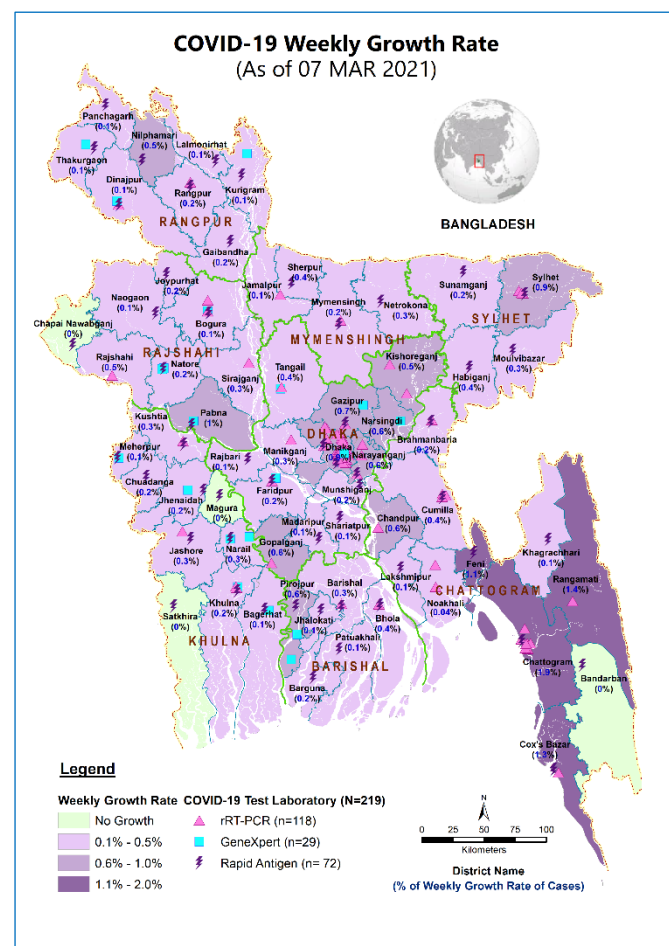 COVID-19 Weekly Growth Rate
(As of 07 MAR 2021)
BANGLADESH
Panchagarh
(0.1%)
Nilphamari
(0.5%)
Lalmonirhat
(0.1%)
Thakurgaon
(0.1%)
Dinajpur
(0.1%)
Rangpur
(0.2%)
Kurigram
(0.1%)
RANGPUR
Gaibandha
(0.2%)
Joypurhat
(0.2%)
Naogaon
(0.1%)
Chapai Nawabganj
(0%)
Bogura
(0.1%)
RAJSHAHI
Rajshahi
(0.5%)
Natore
(0.2%)
Sirajganj
(0.3%)
Pabna
(1%)
Jamalpur
(0.1%)
Sherpur
(0.4%)
Mymensingh
(0.2%)
Netrokona
(0.3%)
MYMENSHINGH
Sunamganj
(0.2%)
Sylhet
(0.9%)
SYLHET
Moulvibazar
(0.3%)
Habiganj
(0.4%)
Kishoreganj
(0.5%)
Tangail
(0.4%)
Gazipur
(0.7%)
Narsingdi
(0.6%)
DHAKA
Dhaka
Narayanganj
(0.6%)
Manikganj
(0.3%)
Munshiganj
(0.2%)
Brahmanbaria
(0.2%)
Kushtia
(0.3%)
Meherpur
(0.1%)
Chuadanga
(0.2%)
Jhenaidah
(0.2%)
Rajbari
(0.1%)
Faridpur
(0.2%)
Magura
(0%)
Madaripur
(0.1%)
Shariatpur
(0.1%)
Gopalganj
(0.6%)
Jashore
(0.3%)
Narail
(0.3%)
Cumilla
(0.4%)
Chandpur
(0.6%)
Lakshmipur
(0.1%)
Noakhali
(0.04%)
Feni
(1.1%)
Khagrachhari
(0.1%)
Rangamati
(1.4%)
CHATTOGRAM
Chattogram
(1.9%)
Bandarban
(0%)
Cox's Bazar
(1.3%)
Satkhira
(0%)
Khulna
(0.2%)
KHULNA
Bagerhat
(0.1%)
Pirojpur
(0.6%)
Barishal
(0.3%)
Jhalokati
(0.1%)
Bhola
(0.4%)
Patuakhali
(0.1%)
BARISHAL
Barguna
(0.2%)
Legend
Weekly Growth Rate
No Growth
0.1% - 0.5%
0.6% - 1.0%
1.1% - 2.0%
COVID-19 Test Laboratory (N=219)
rRT-PCR (n=118)
GeneXpert (n=29)
Rapid Antigen (n= 72)
N
0 20 40 60 80 100
Kilometers
District Name
(% of Weekly Growth Rate of Cases)